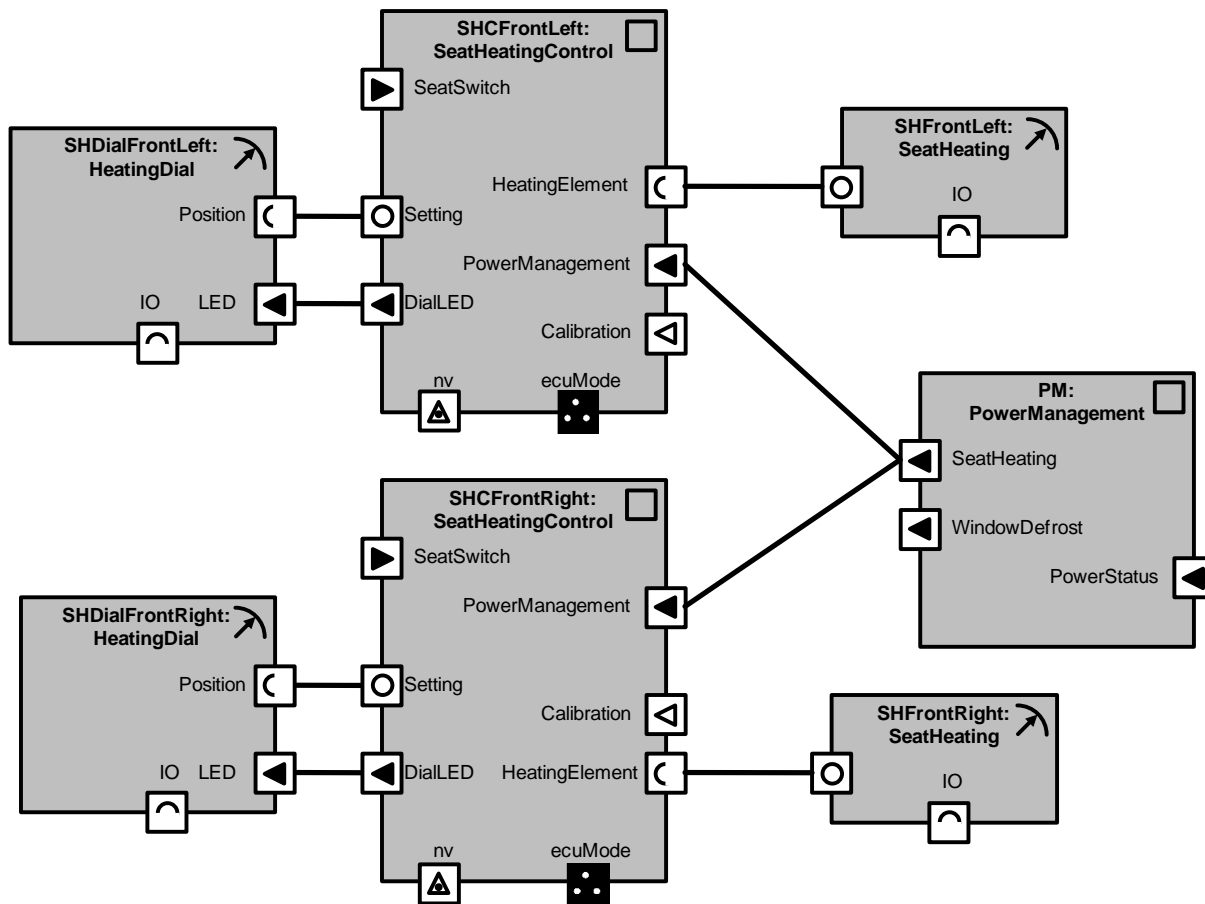 SHCFrontLeft:
SeatHeatingControl
SeatSwitch
SHDialFrontLeft:
HeatingDial
SHFrontLeft:
SeatHeating
HeatingElement
IO
Position
Setting
PowerManagement
IO
LED
DialLED
Calibration
nv
ecuMode
PM:
PowerManagement
SeatHeating
SHCFrontRight:
SeatHeatingControl
WindowDefrost
SeatSwitch
PowerStatus
PowerManagement
SHDialFrontRight:
HeatingDial
Position
Setting
Calibration
SHFrontRight:
SeatHeating
IO
LED
DialLED
HeatingElement
IO
nv
ecuMode